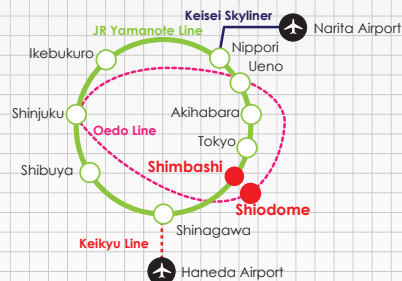 Keisei Skyliner
Narita Airport
JR Yamanote Line
Nippori
Ikebukuro
Ueno
Shinjuku
Akihabara
Oedo Line
Tokyo
Shimbashi
Shibuya
Shiodome
Shinagawa
Keikyu Line
Haneda Airport